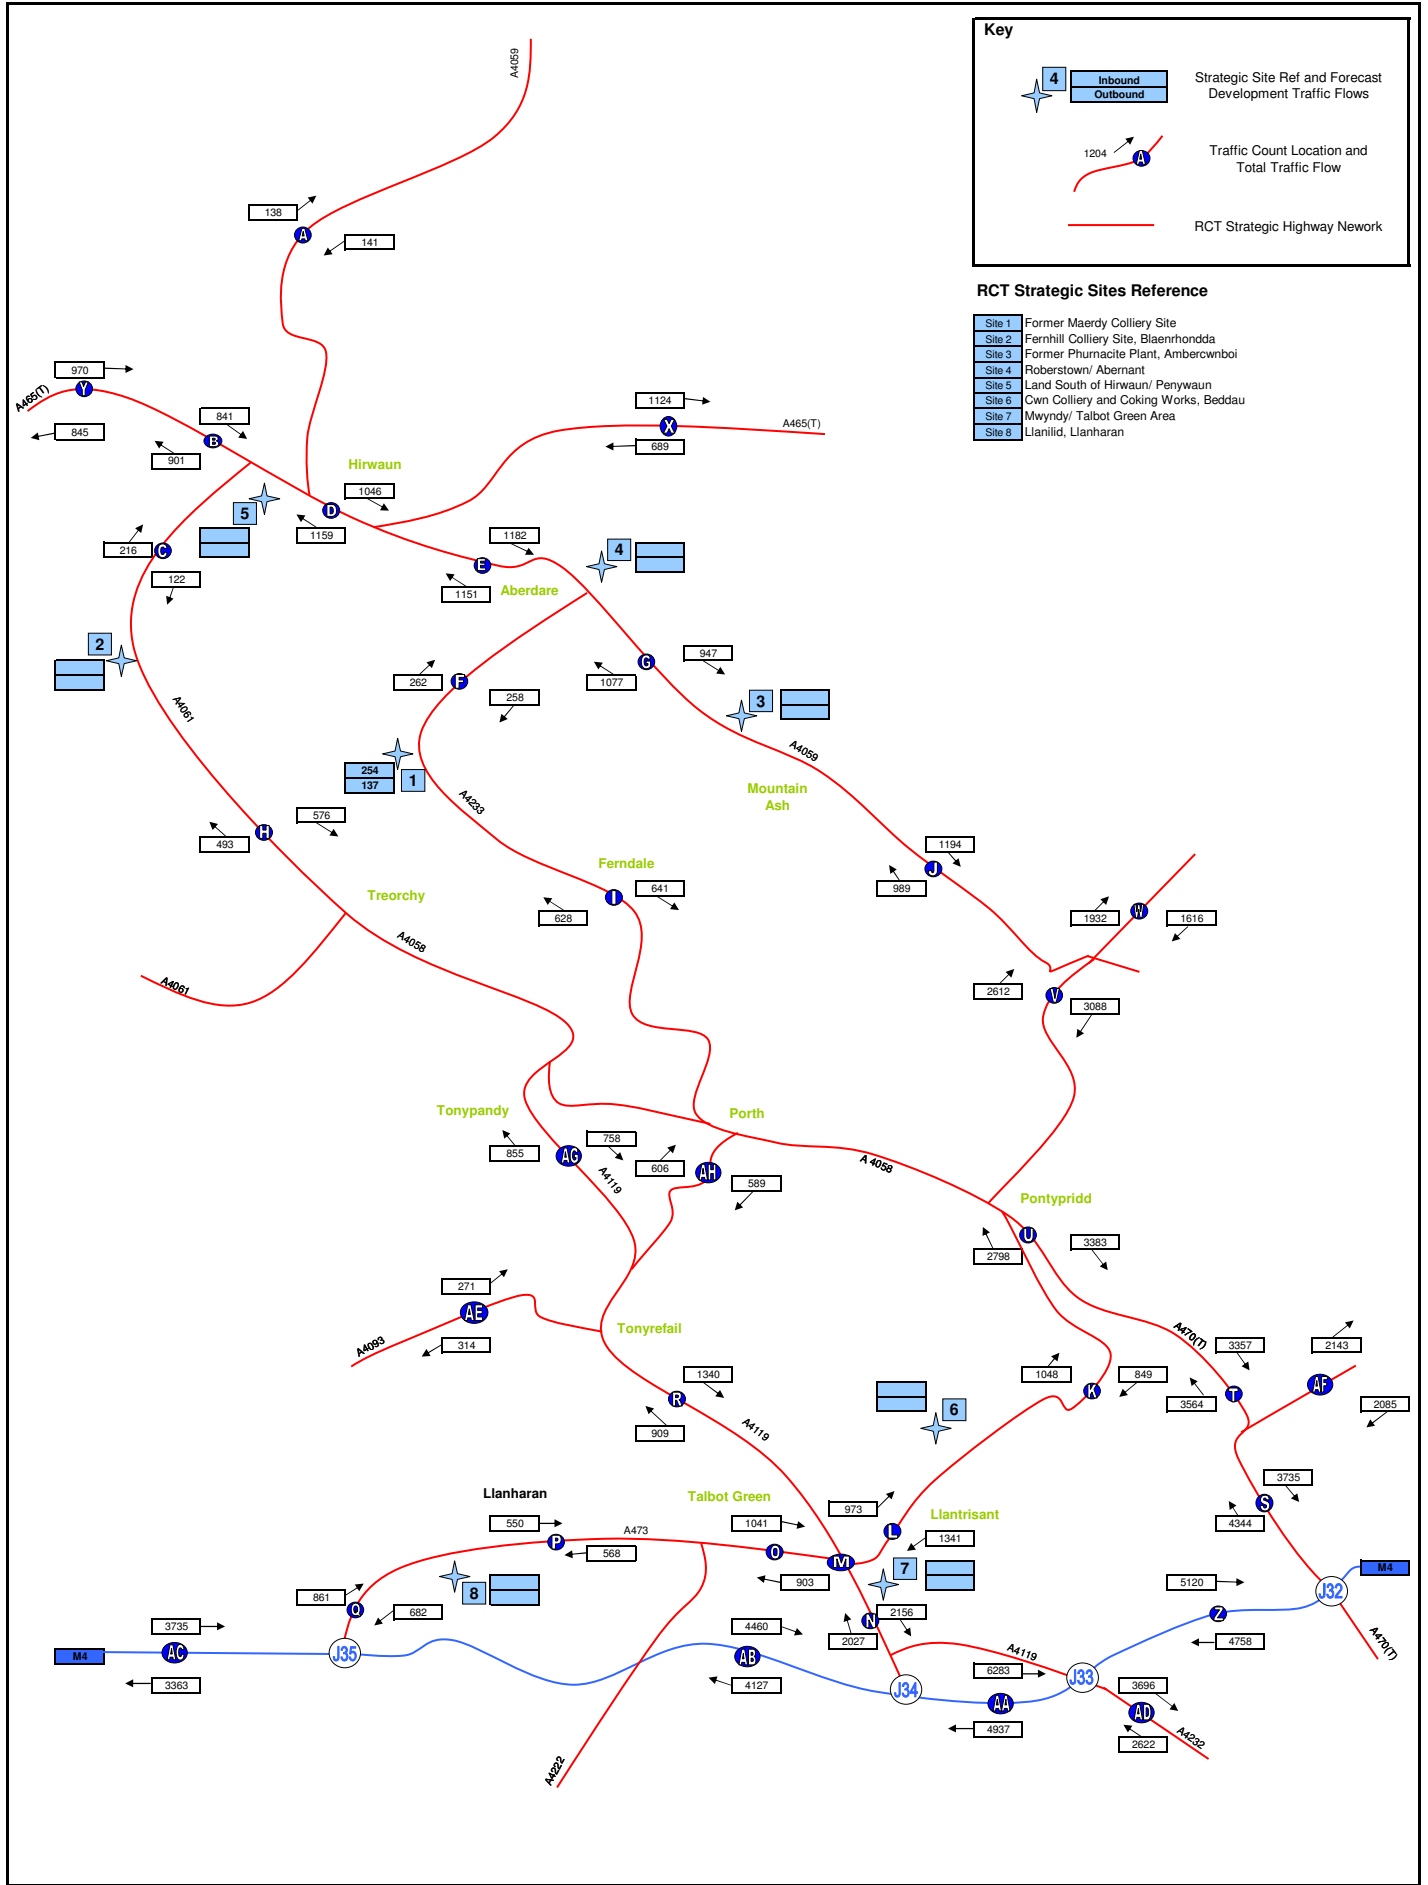 Key
4
Inbound
Outbound
Strategic Site Ref and Forecast
Development Traffic Flows
1204
A
Traffic Count Location and
Total Traffic Flow
RCT Strategic Highway Nework
RCT Strategic Sites Reference
Site 1 Former Maerdy Colliery Site
Site 2 Fernhill Colliery Site, Blaenrhondda
Site 3 Former Phurnacite Plant, Ambercwnboi
Site 4 Roberstown/ Abernant
Site 5 Land South of Hirwaun/ Penywaun
Site 6 Cwn Colliery and Coking Works, Beddau
Site 7 Mwyndy/ Talbot Green Area
Site 8 Llanilid, Llanharan
A4059
138
A
141
970
Y
A465(T)
845
841
B
901
1124
X
A465(T)
689
Hirwaun
1046
D
1159
5
216
C
122
1182
E
1151
Aberdare
4
2
A4061
262
F
258
947
G
1077
3
A4059
Mountain
Ash
254
137
1
A4233
576
H
493
Treorchy
Ferndale
641
I
628
1194
J
989
1932
W
1616
A4058
A4061
2612
V
3088
Tonypandy
855
AG
758
A4119
606
AH
589
Porth
A 4058
Pontypridd
2798
U
3383
271
AE
314
A4093
Tonyrefail
1340
R
909
A4119
6
1048
K
849
A470(T)
3357
T
3564
2143
AF
2085
3735
S
4344
Llanharan
550
P
568
A473
Talbot Green
1041
O
903
M
973
L
1341
Llantrisant
7
861
Q
682
8
2156
N
2027
5120
Z
4758
J32
M4
A470(T)
3735
M4
AC
3363
J35
4460
AB
4127
J34
A4119
6283
AA
4937
J33
3696
AD
2622
A4232
A4222